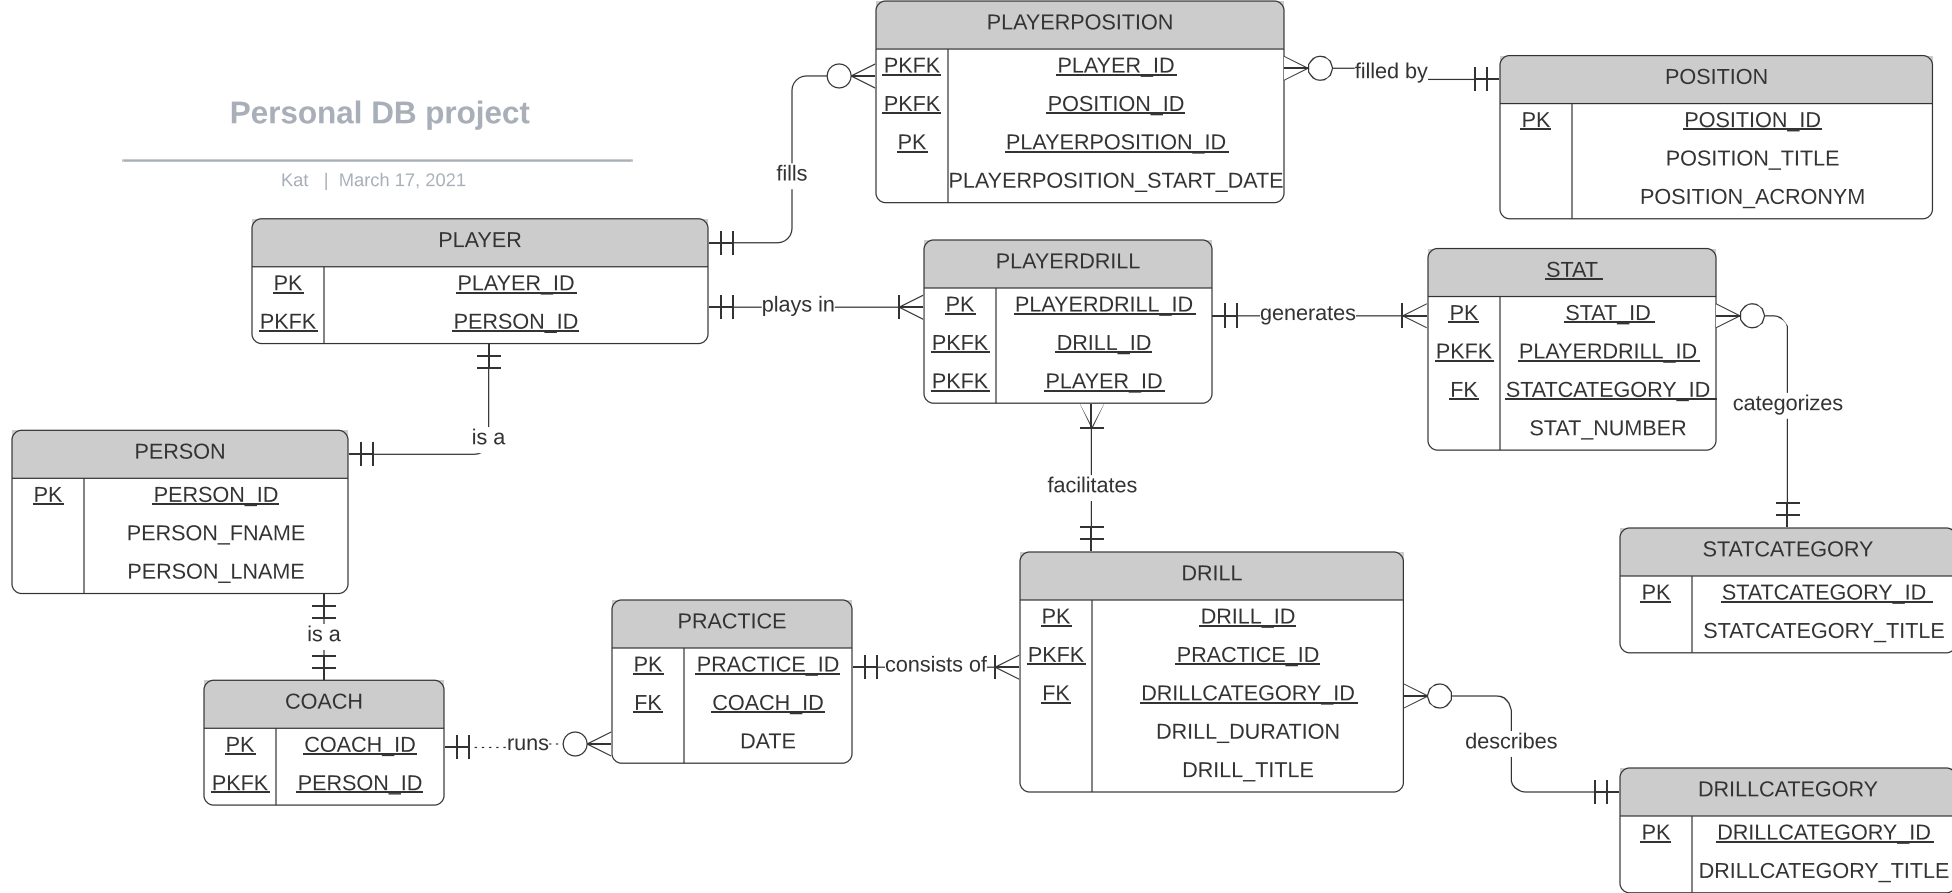 Personal DB project
Kat | March 17, 2021
PLAYERPOSITION
PKFK PLAYER_ID
PKFK POSITION_ID
PK PLAYERPOSITION_ID
PLAYERPOSITION_START_DATE
filled by
POSITION
PK POSITION_ID
POSITION_TITLE
POSITION_ACRONYM
fills
PLAYER
PK PLAYER_ID
PKFK PERSON_ID
plays in
PLAYERDRILL
PK PLAYERDRILL_ID
PKFK DRILL_ID
PKFK PLAYER_ID
generates
STAT
PK STAT_ID
PKFK PLAYERDRILL_ID
FK STATCATEGORY_ID
STAT_NUMBER
categorizes
is a
PERSON
PK PERSON_ID
PERSON_FNAME
PERSON_LNAME
facilitates
STATCATEGORY
PK STATCATEGORY_ID
STATCATEGORY_TITLE
is a
COACH
PK COACH_ID
PKFK PERSON_ID
runs
PRACTICE
PK PRACTICE_ID
FK COACH_ID
DATE
consists of
DRILL
PK DRILL_ID
PKFK PRACTICE_ID
FK DRILLCATEGORY_ID
DRILL_DURATION
DRILL_TITLE
describes
DRILLCATEGORY
PK DRILLCATEGORY_ID
DRILLCATEGORY_TITLE